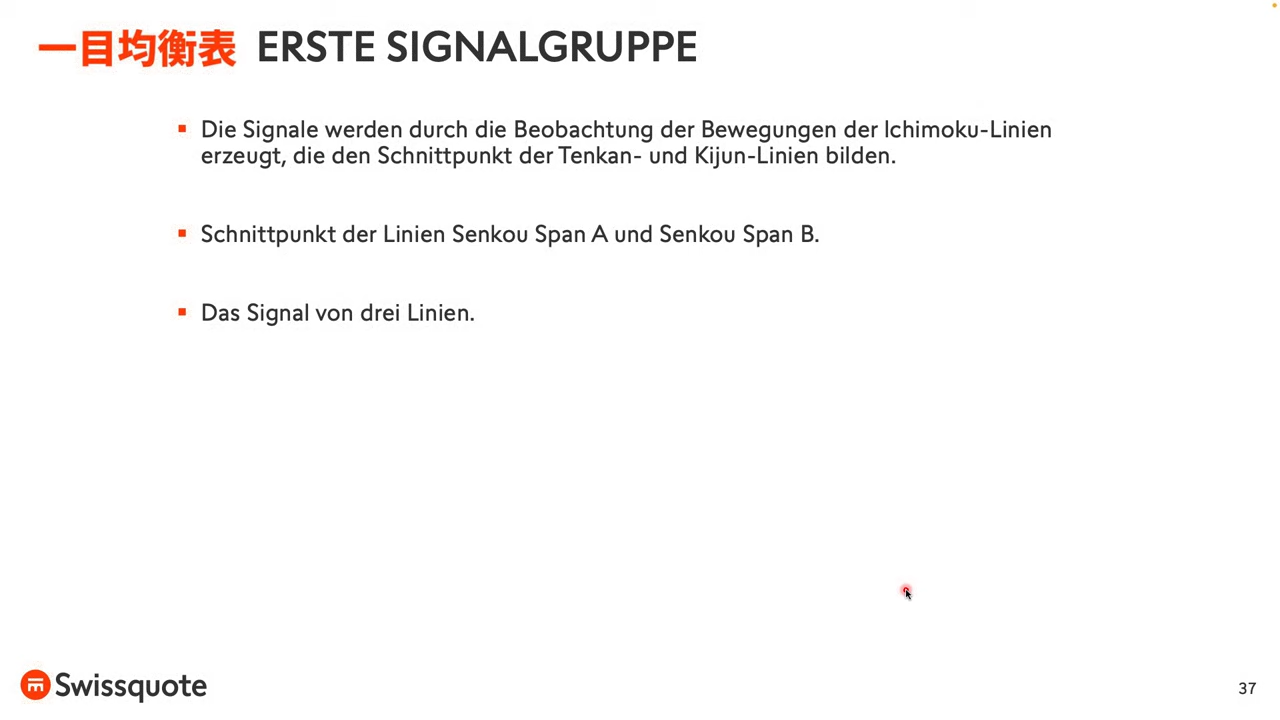 一目均衡表 ERSTE SIGNALGRUPPE
▪ Die Signale werden durch die Beobachtung der Bewegungen der Ichimoku-Linien
erzeugt, die den Schnittpunkt der Tenkan- und Kijun-Linien bilden.
▪ Schnittpunkt der Linien Senkou Span A und Senkou Span B.
▪ Das Signal von drei Linien.
Swissquote
37